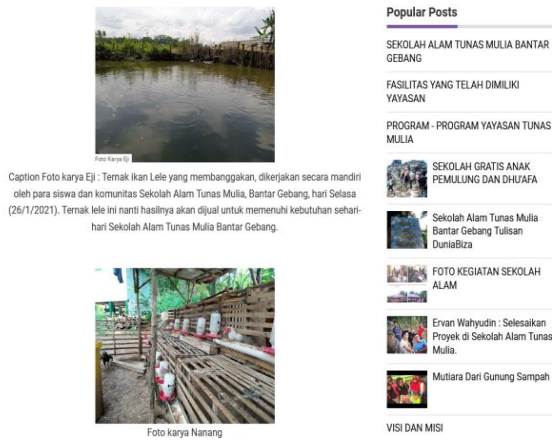 Foto Karya Eji
Caption Foto karya Eji : Ternak ikan Lele yang membanggakan, dikerjakan secara mandiri
oleh para siswa dan komunitas Sekolah Alam Tunas Mulia, Bantar Gebang, hari Selasa
(26/1/2021). Ternak lele ini nanti hasilnya akan dijual untuk memenuhi kebutuhan sehari-
hari Sekolah Alam Tunas Mulia Bantar Gebang.
Foto karya Nanang
Popular Posts
SEKOLAH ALAM TUNAS MULIA BANTAR
GEBANG
FASILITAS YANG TELAH DIMILIKI
YAYASAN
PROGRAM - PROGRAM YAYASAN TUNAS
MULIA
SEKOLAH GRATIS ANAK
PEMULUNG DAN DHU'AFA
Sekolah Alam Tunas Mulia
Bantar Gebang Tulisan
DuniaBiza
FOTO KEGIATAN SEKOLAH
ALAM
Ervan Wahyudin : Selesaikan
Proyek di Sekolah Alam Tunas
Mulia.
Mutiara Dari Gunung Sampah
VISI DAN MISI